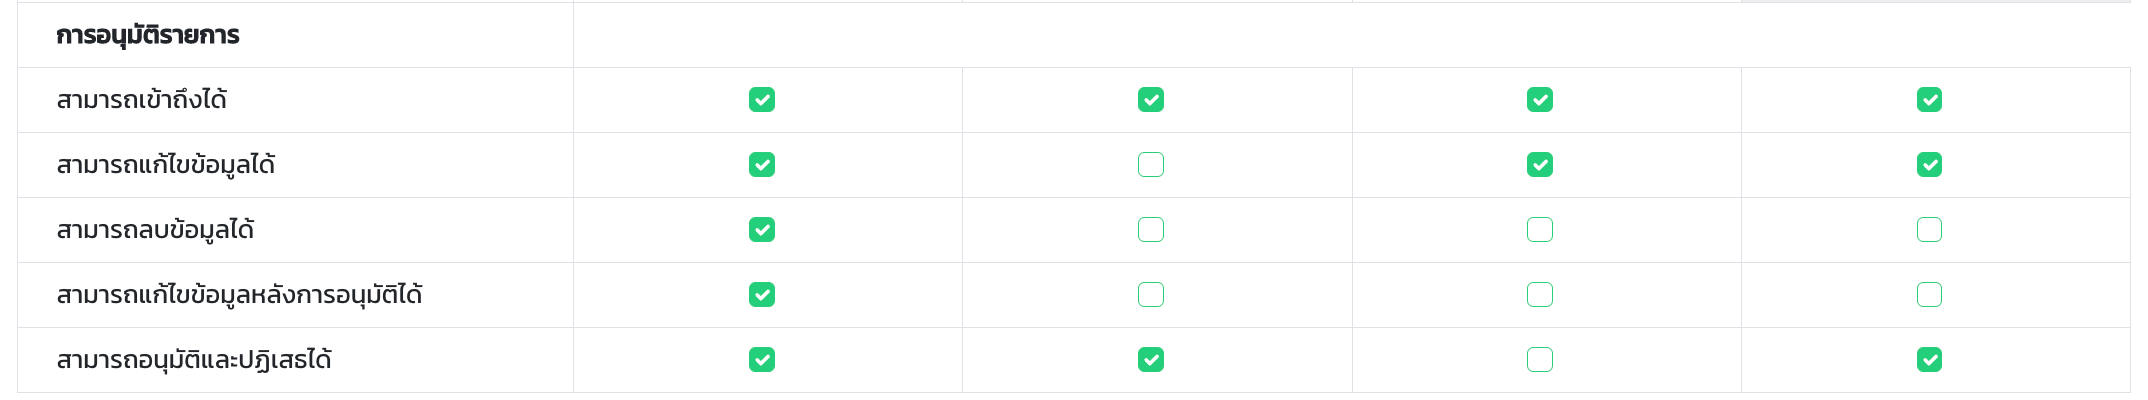 การอนุมัติรายการ
สามารถเข้าถึงได้
สามารถแก้ไขข้อมูลได้
สามารถลบข้อมูลได้
สามารถแก้ไขข้อมูลหลังการอนุมัติได้
สามารถอนุมัติและปฏิเสธได้